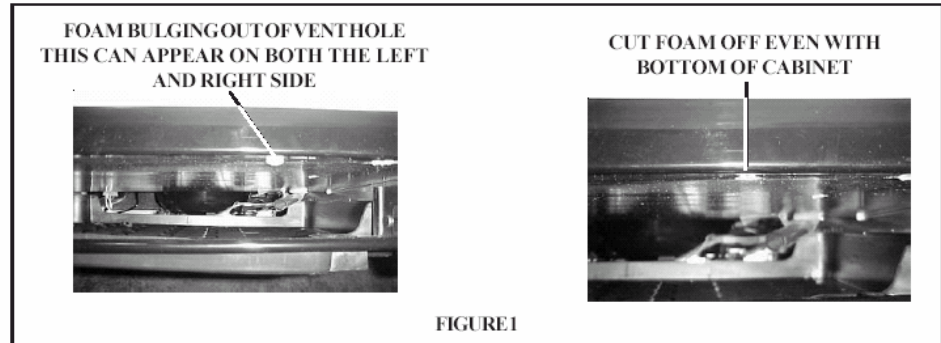 FOAM BULGING OUT OF VENT HOLE
THIS CAN APPEAR ON BOTH THE LEFT
AND RIGHT SIDE
CUT FOAM OFF EVEN WITH
BOTTOM OF CABINET
FIGURE 1